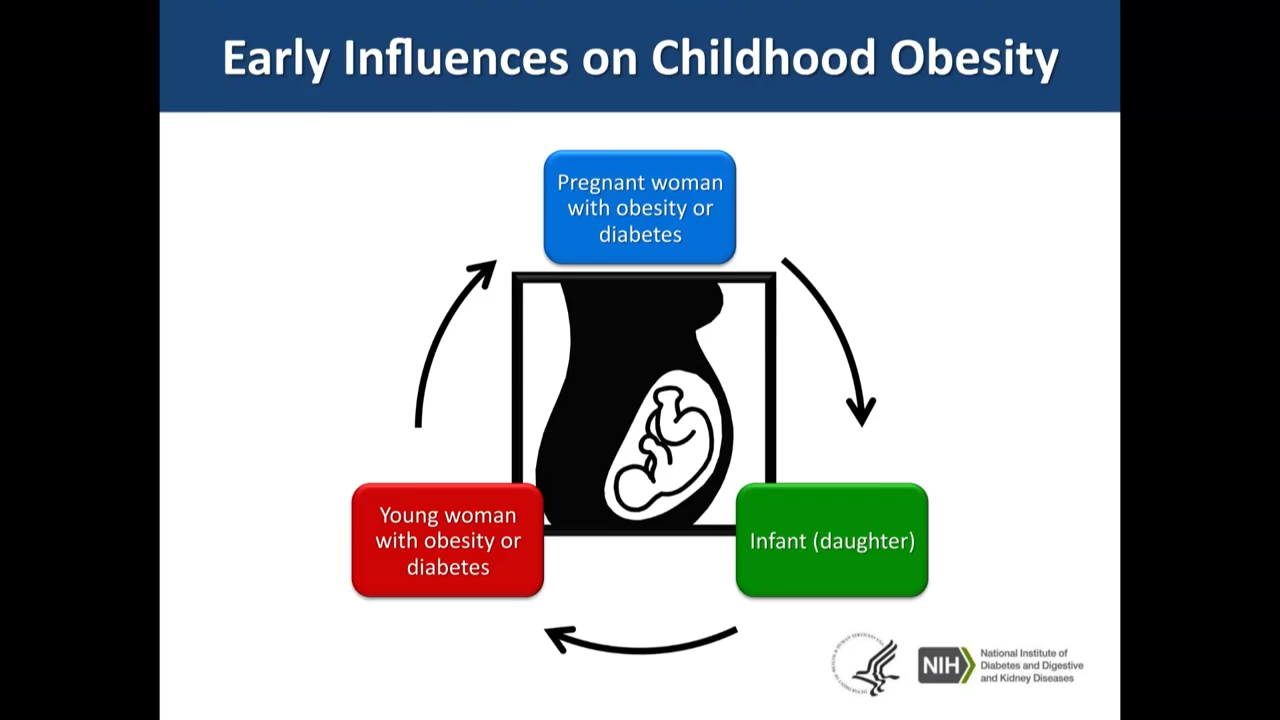 Early Influences on Childhood Obesity
Pregnant woman
with obesity or
diabetes
Young woman
with obesity or
diabetes
Infant (daughter)
NIH
National Institute of
Diabetes and Digestive
and Kidney Diseases